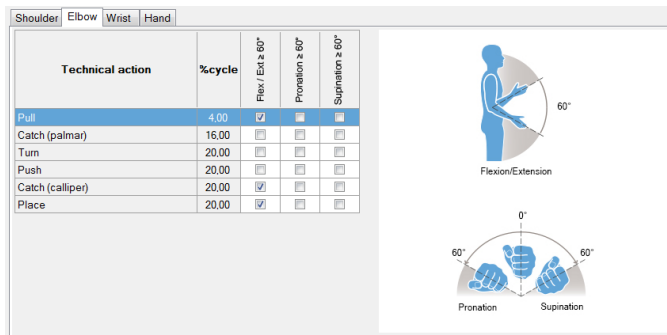 Shoulder Elbow Wrist Hand
Technical action %cycle Flex / Ext ≥ 60° Pronation ≥ 60° Supination ≥ 60°
Pull 4,00
Catch (palmar) 16,00
Turn 20,00
Push 20,00
Catch (calliper) 20,00
Place 20,00
60°
Flexion/Extension
0°
60° 60°
Pronation Supination